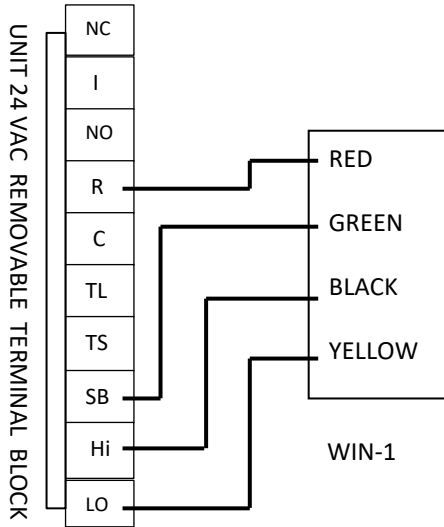 UNIT 24 VAC REMOVABLE TERMINAL BLOCK
NC
I
NO
R
C
TL
TS
SB
Hi
LO
RED
GREEN
BLACK
YELLOW
WIN-1